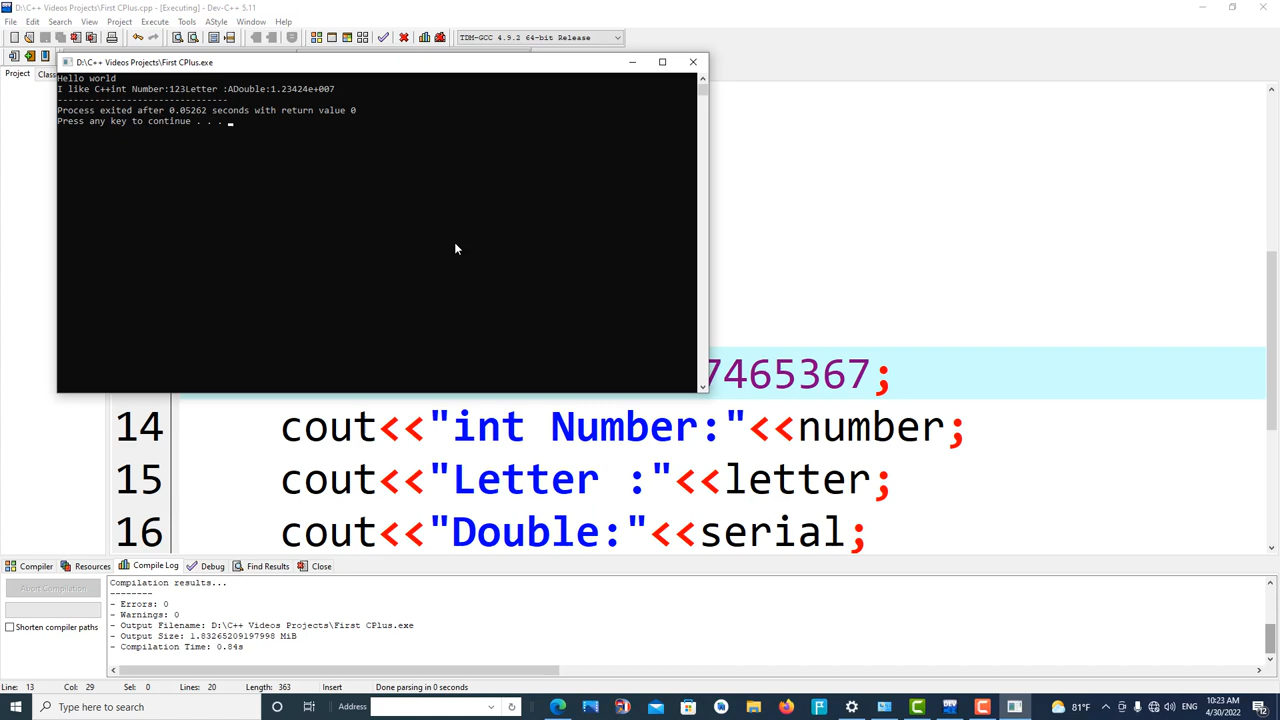 D:\C++ Videos Projects\First CPlus.cpp - [Executing] - Dev-C++ 5.11
File Edit Search View Project Execute Tools AStyle Window Help
TDM-GCC 4.9.2 64-bit Release
D:\C++ Videos Projects\First CPlus.exe
Project Clas
Hello world
I like C++int Number:123Letter :ADouble:1.23424e+007
--------------------------------
Process exited after 0.05262 seconds with return value 0
Press any key to continue . . .
7465367;
14 cout<<"int Number:"<<number;
15 cout<<"Letter :"<<letter;
16 cout<<"Double:"<<serial;
Compiler Resources Compile Log Debug Find Results Close
Abort Compilation
Shorten compiler paths
Compilation results...
--------
- Errors: 0
- Warnings: 0
- Output Filename: D:\C++ Videos Projects\First CPlus.exe
- Output Size: 1.83265209197998 MiB
- Compilation Time: 0.84s
Line: 13 Col: 29 Sel: 0 Lines: 20 Length: 363 Insert Done parsing in 0 seconds
Type here to search
Address
81°F
10:23 AM
4/30/2022
12